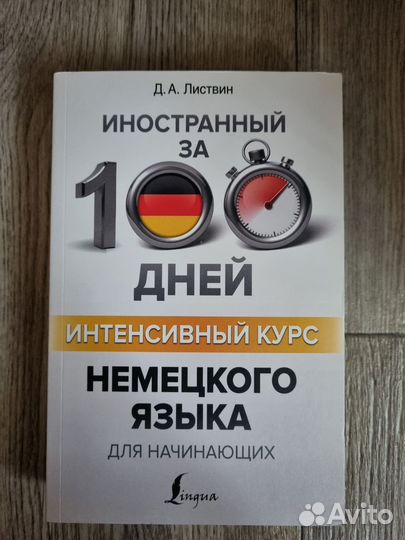 Д. А. Листвин
ИНОСТРАННЫЙ
ЗА
100
ДНЕЙ
ИНТЕНСИВНЫЙ КУРС
НЕМЕЦКОГО
ЯЗЫКА
ДЛЯ НАЧИНАЮЩИХ
Lingua
Avito